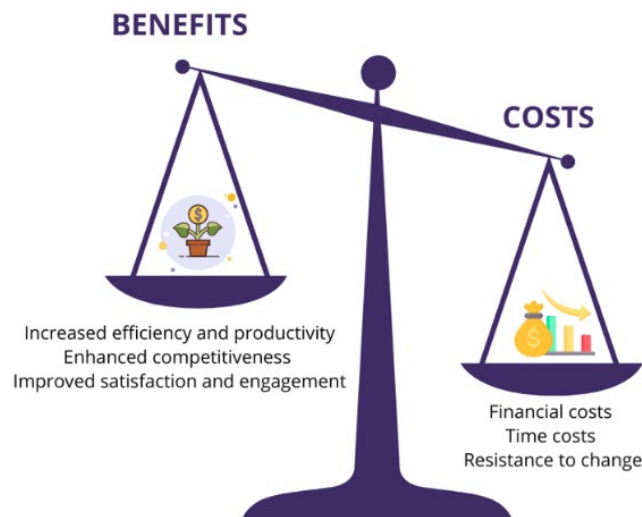 BENEFITS
COSTS
$
Increased efficiency and productivity
Enhanced competitiveness
Improved satisfaction and engagement
$
Financial costs
Time costs
Resistance to change